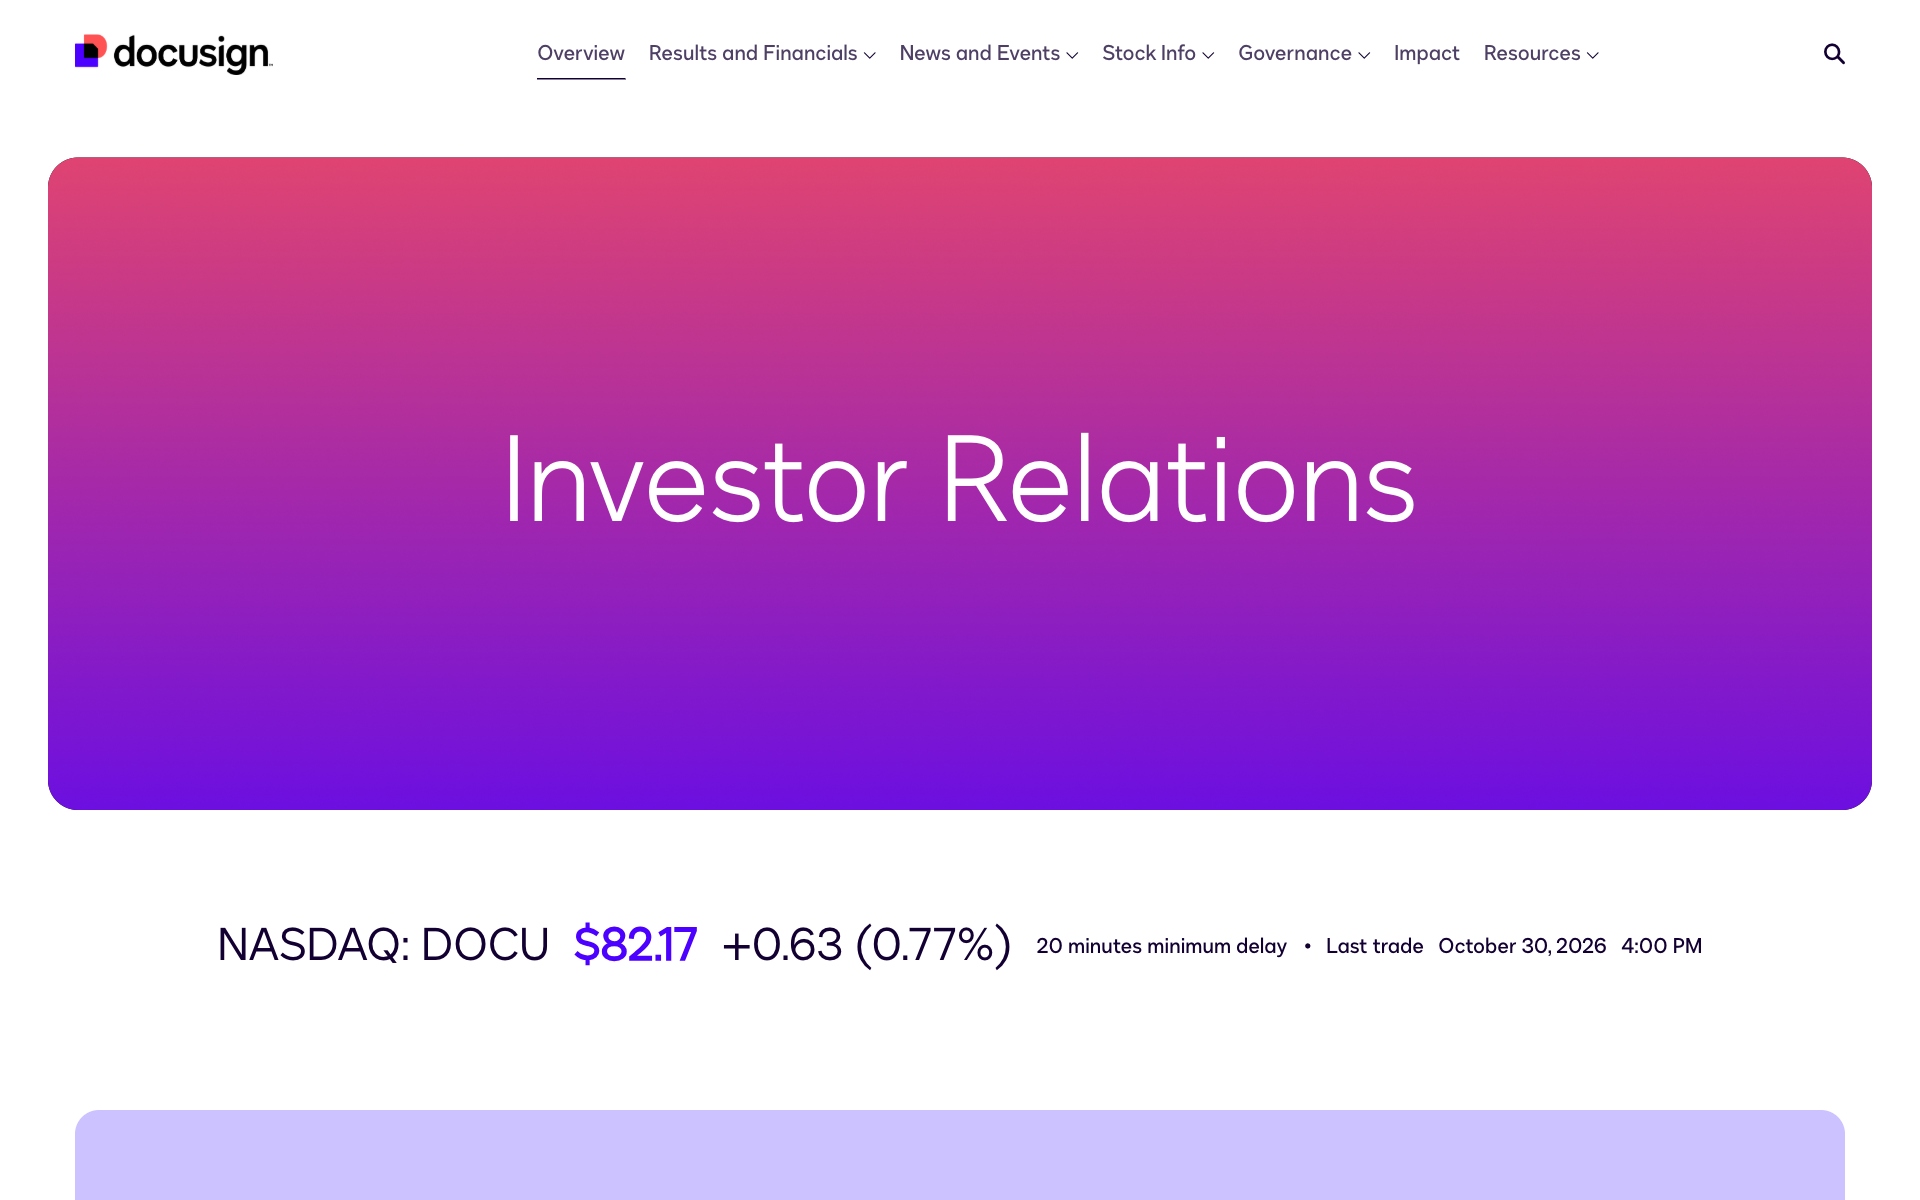 docusign
Overview Results and Financials News and Events Stock Info Governance Impact Resources
Investor Relations
NASDAQ: DOCU $82.17 +0.63 (0.77%) 20 minutes minimum delay • Last trade October 30, 2026 4:00 PM